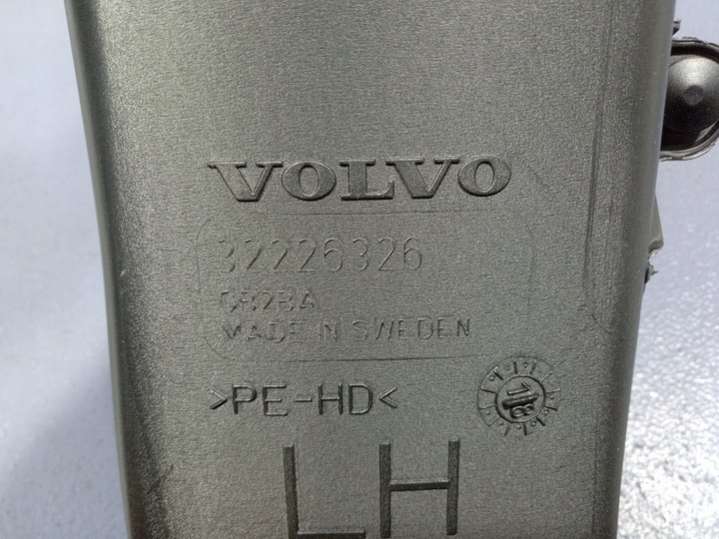 VOLVO
32226326
MADE IN SWEDEN
>PE-HD<
LH